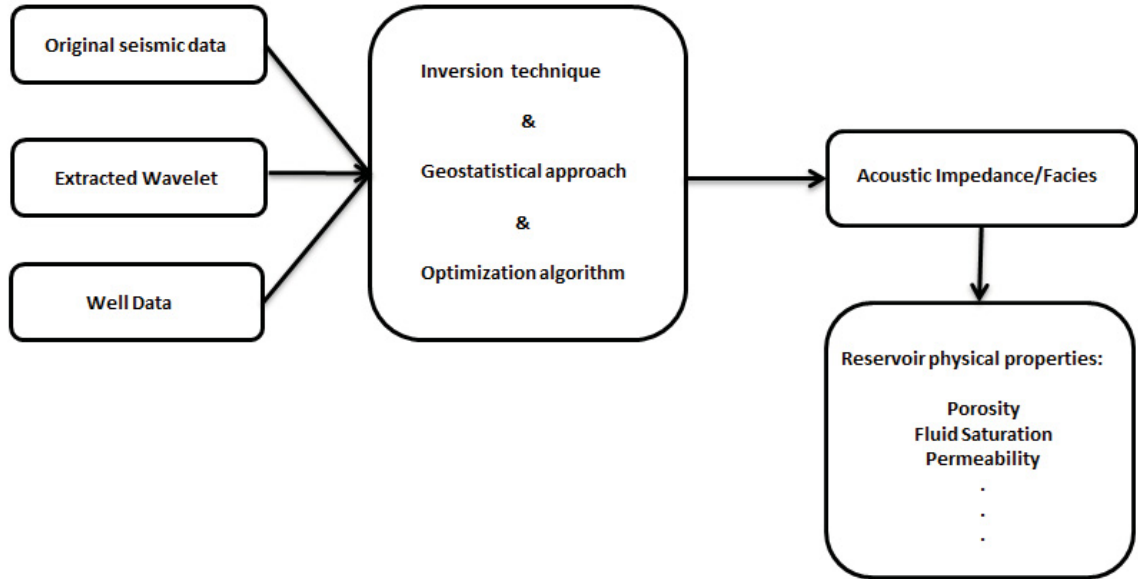 Original seismic data
Extracted Wavelet
Well Data
Inversion technique
&
Geostatistical approach
&
Optimization algorithm
Acoustic Impedance/Facies
Reservoir physical properties:
Porosity
Fluid Saturation
Permeability
.
.
.